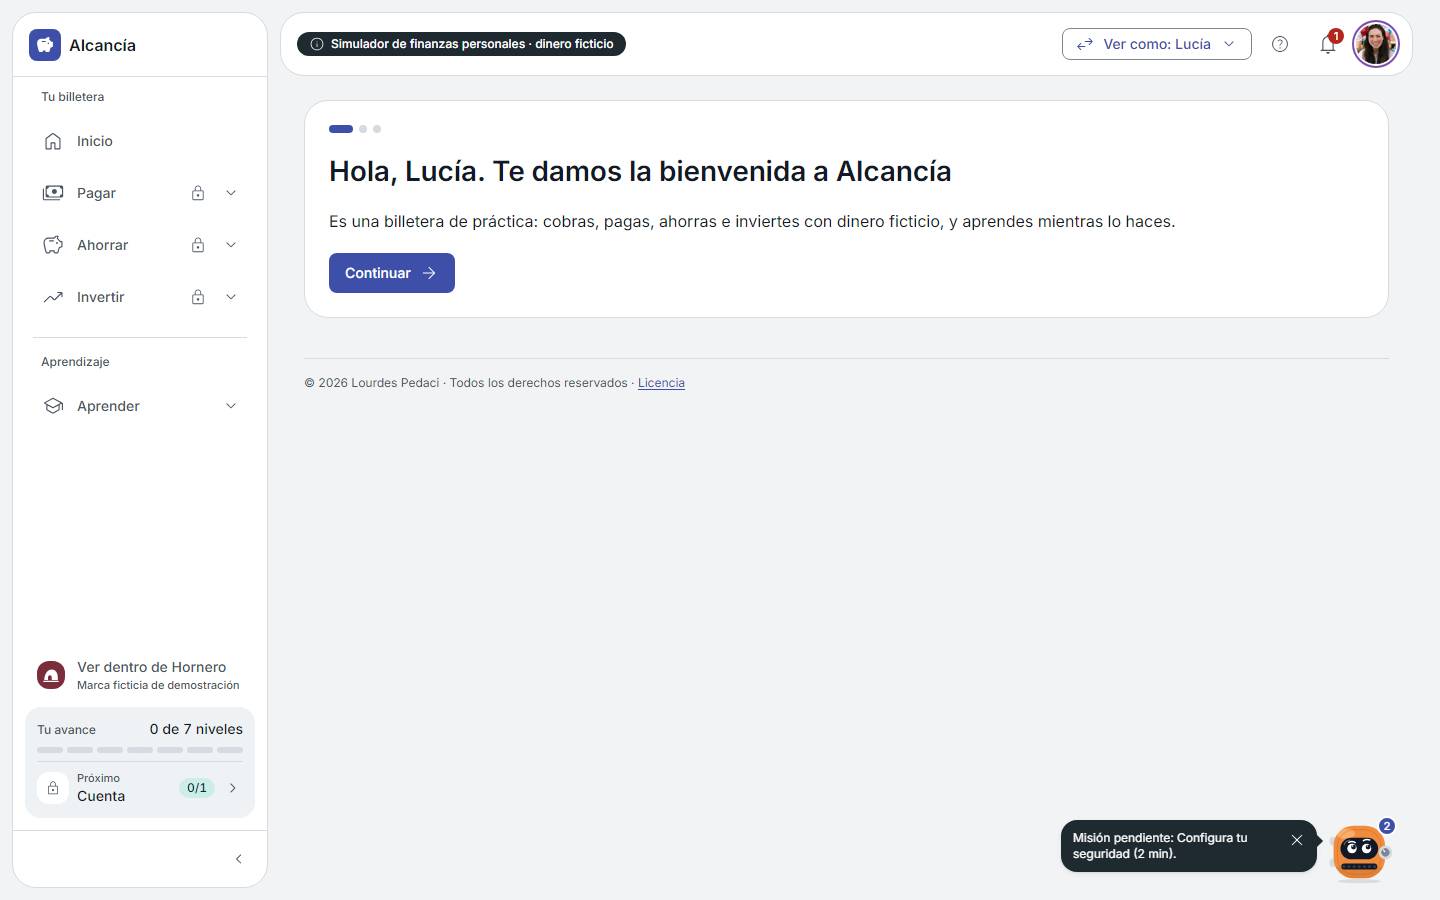 Alcancía
Tu billetera
Inicio
Pagar
Ahorrar
Invertir
Aprendizaje
Aprender
Ver dentro de Hornero
Marca ficticia de demostración
Tu avance
0 de 7 niveles
Próximo
Cuenta
0/1
Simulador de finanzas personales · dinero ficticio
Ver como: Lucía
1
Hola, Lucía. Te damos la bienvenida a Alcancía
Es una billetera de práctica: cobras, pagas, ahorras e inviertes con dinero ficticio, y aprendes mientras lo haces.
Continuar
© 2026 Lourdes Pedaci · Todos los derechos reservados · Licencia
Misión pendiente: Configura tu
seguridad (2 min).
2